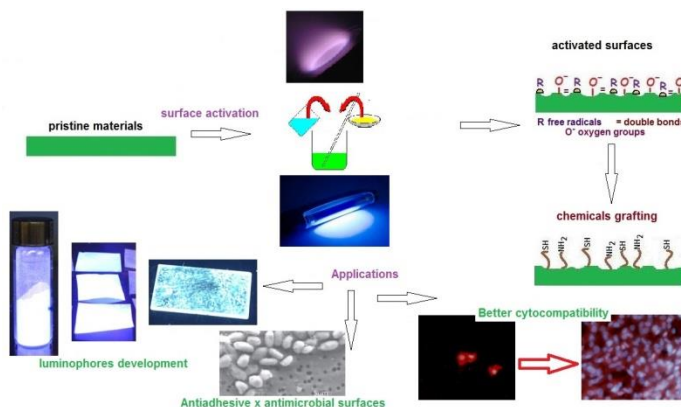 activated surfaces
R O⁻ = R O⁻ = R O⁻ R O⁻ R O
R free radicals = double bonds
O⁻ oxygen groups
surface activation
pristine materials
chemicals grafting
SH NH₂ SH NH₂ SH NH₂ SH
Applications
Better cytocompatibility
luminophores development
Antiadhesive x antimicrobial surfaces